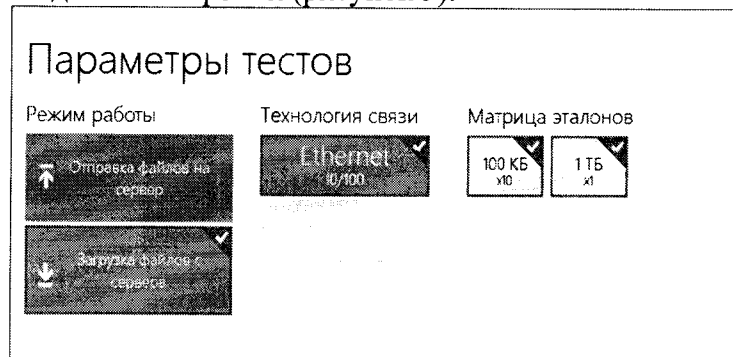 Параметры тестов
Режим работы
Отправка файлов на
сервер
Загрузка файлов с
сервера
Технология связи
Ethernet
10/100
Матрица эталонов
100 КБ
x10
1 ТБ
x1